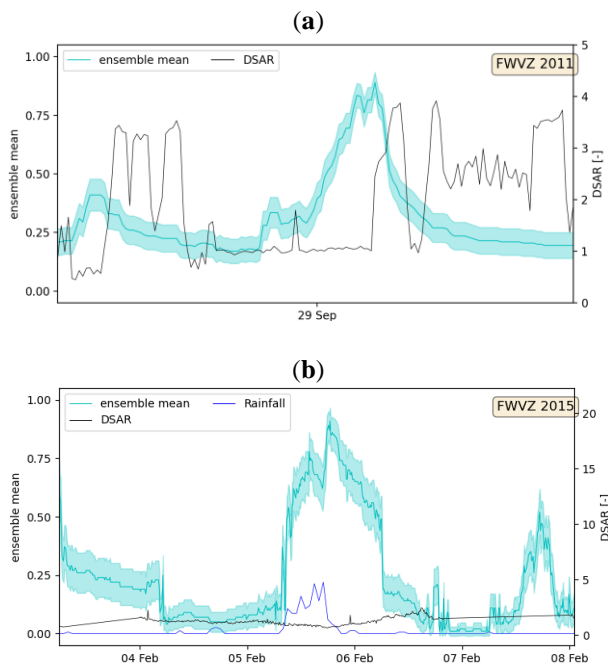 (a)
ensemble mean DSAR
FWVZ 2011
1.00
0.75
0.50
0.25
0.00
ensemble mean
5
4
3
2
1
0
DSAR [-]
29 Sep
(b)
ensemble mean Rainfall
DSAR
FWVZ 2015
1.00
0.75
0.50
0.25
0.00
ensemble mean
20
15
10
5
0
DSAR [-]
04 Feb 05 Feb 06 Feb 07 Feb 08 Feb